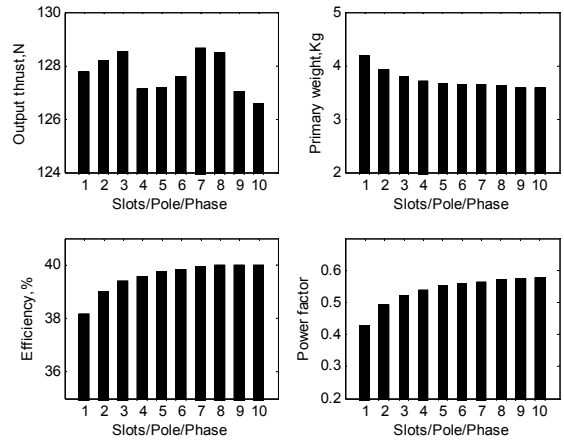 130
128
126
124
Output thrust,N
1 2 3 4 5 6 7 8 9 10
Slots/Pole/Phase
5
4
3
2
Primary weight,Kg
1 2 3 4 5 6 7 8 9 10
Slots/Pole/Phase
40
38
36
Efficiency,%
1 2 3 4 5 6 7 8 9 10
Slots/Pole/Phase
0.6
0.5
0.4
0.3
0.2
Power factor
1 2 3 4 5 6 7 8 9 10
Slots/Pole/Phase